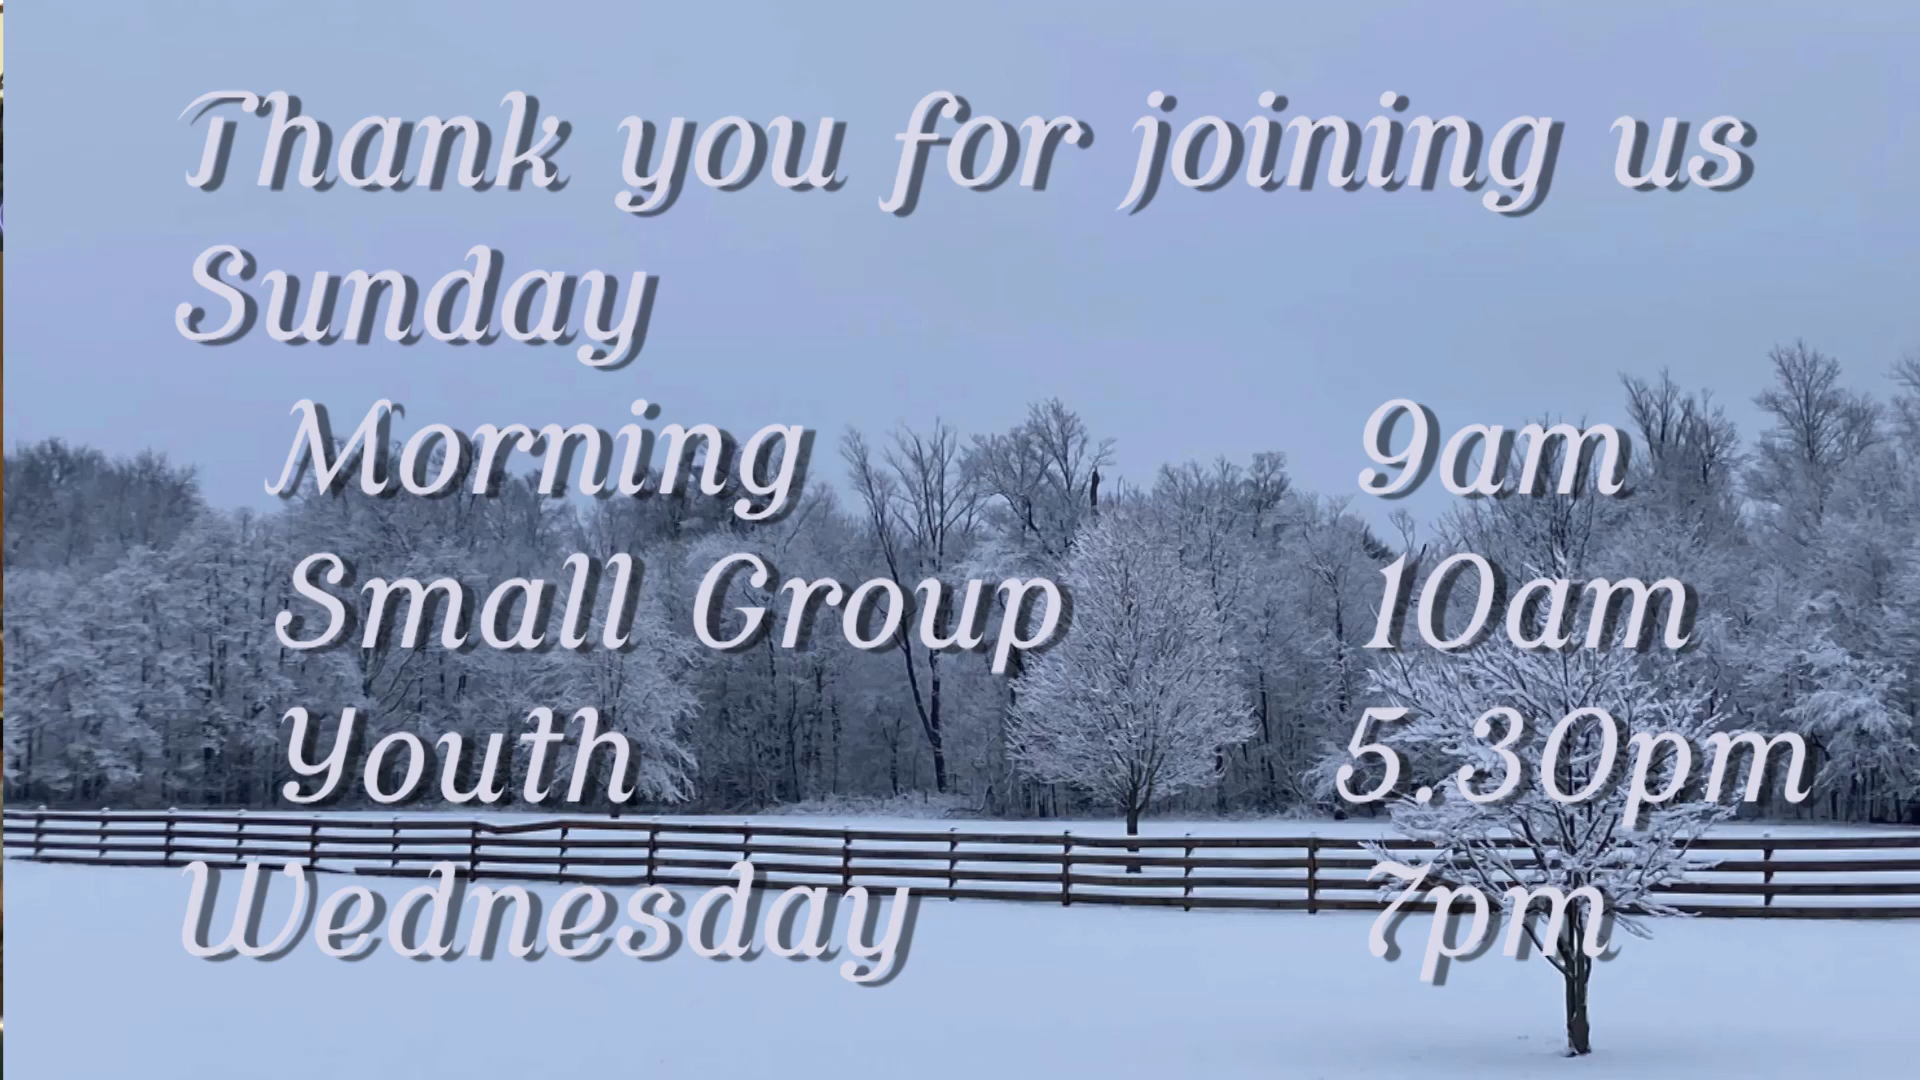 Thank you for joining us
Sunday
Morning 9am
Small Group 10am
Youth 5.30pm
Wednesday 7pm